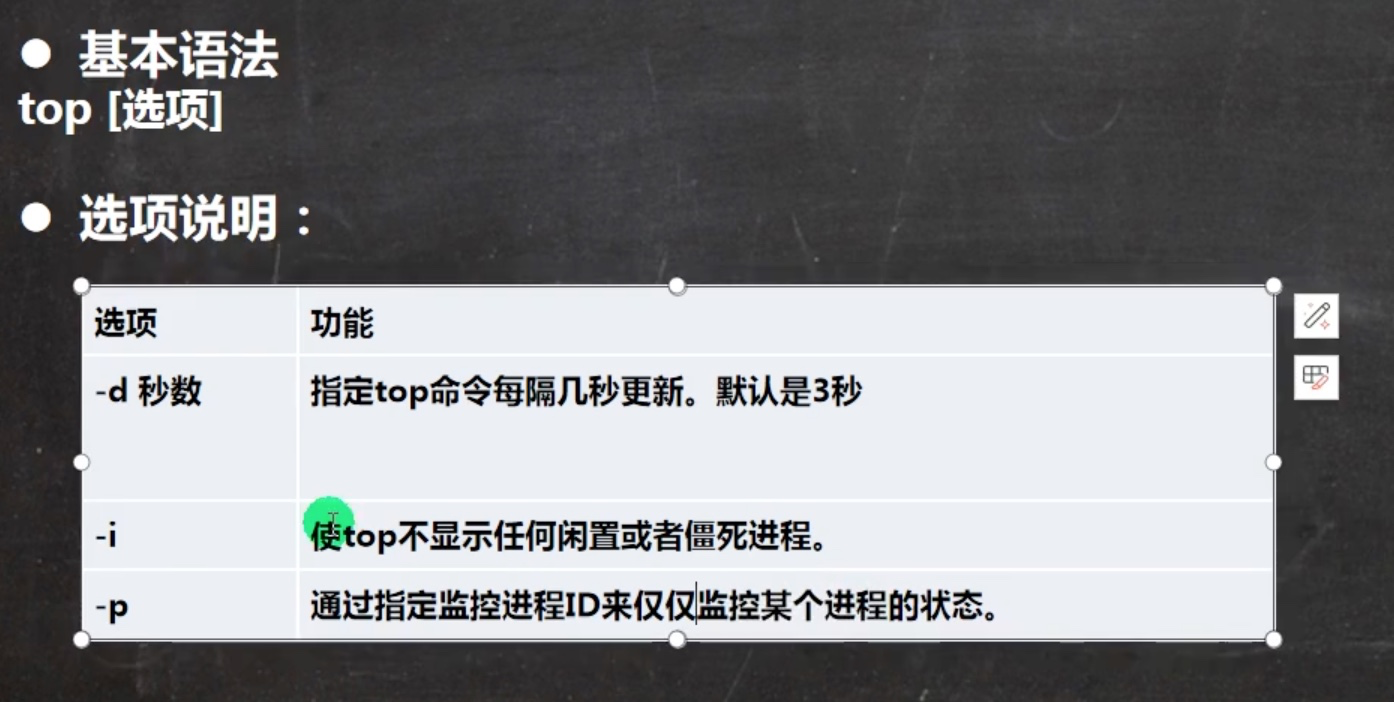 ● 基本语法
top [选项]
● 选项说明：
选项 功能
-d 秒数 指定top命令每隔几秒更新。默认是3秒
-i 使top不显示任何闲置或者僵死进程。
-p 通过指定监控进程ID来仅仅监控某个进程的状态。